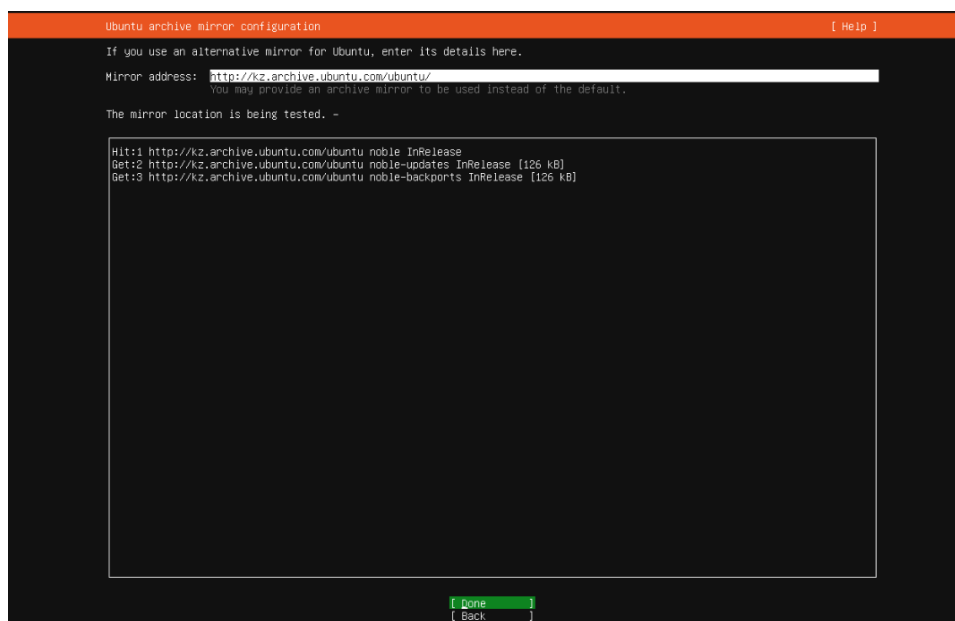 Ubuntu archive mirror configuration [ Help ]
If you use an alternative mirror for Ubuntu, enter its details here.
Mirror address: http://kz.archive.ubuntu.com/ubuntu/
You may provide an archive mirror to be used instead of the default.
The mirror location is being tested. -
Hit:1 http://kz.archive.ubuntu.com/ubuntu noble InRelease
Get:2 http://kz.archive.ubuntu.com/ubuntu noble-updates InRelease [126 kB]
Get:3 http://kz.archive.ubuntu.com/ubuntu noble-backports InRelease [126 kB]
[ Done ]
[ Back ]